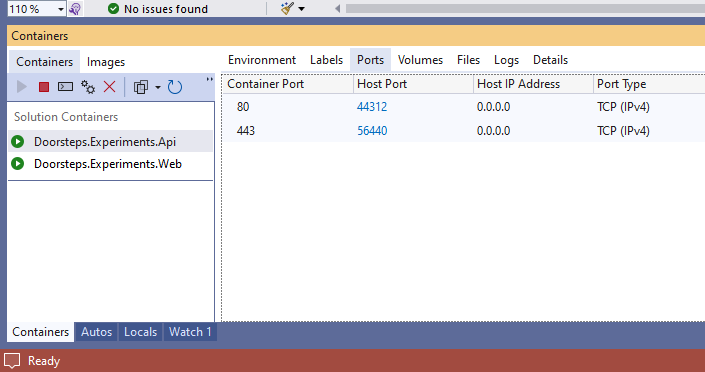 110 %
No issues found
Containers
Containers Images
Environment Labels Ports Volumes Files Logs Details
Container Port Host Port Host IP Address Port Type
80 44312 0.0.0.0 TCP (IPv4)
443 56440 0.0.0.0 TCP (IPv4)
Solution Containers
Doorsteps.Experiments.Api
Doorsteps.Experiments.Web
Containers Autos Locals Watch 1
Ready